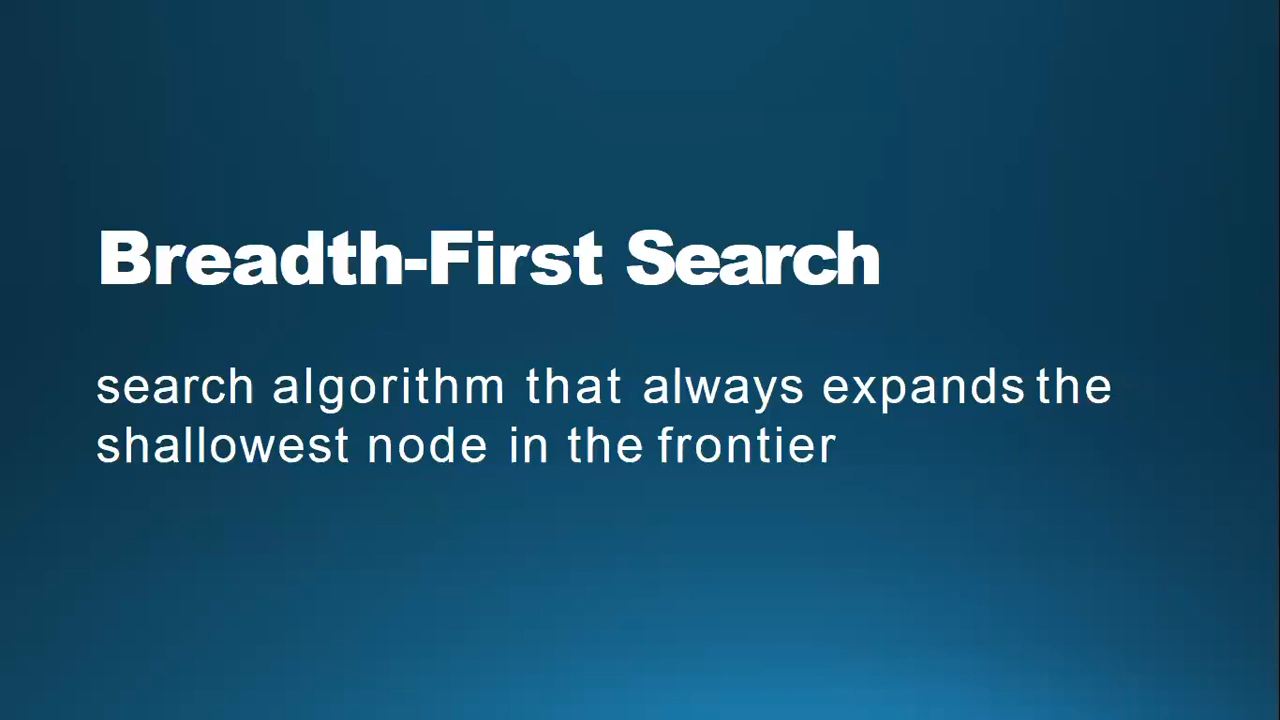 Breadth-First Search
search algorithm that always expands the
shallowest node in the frontier